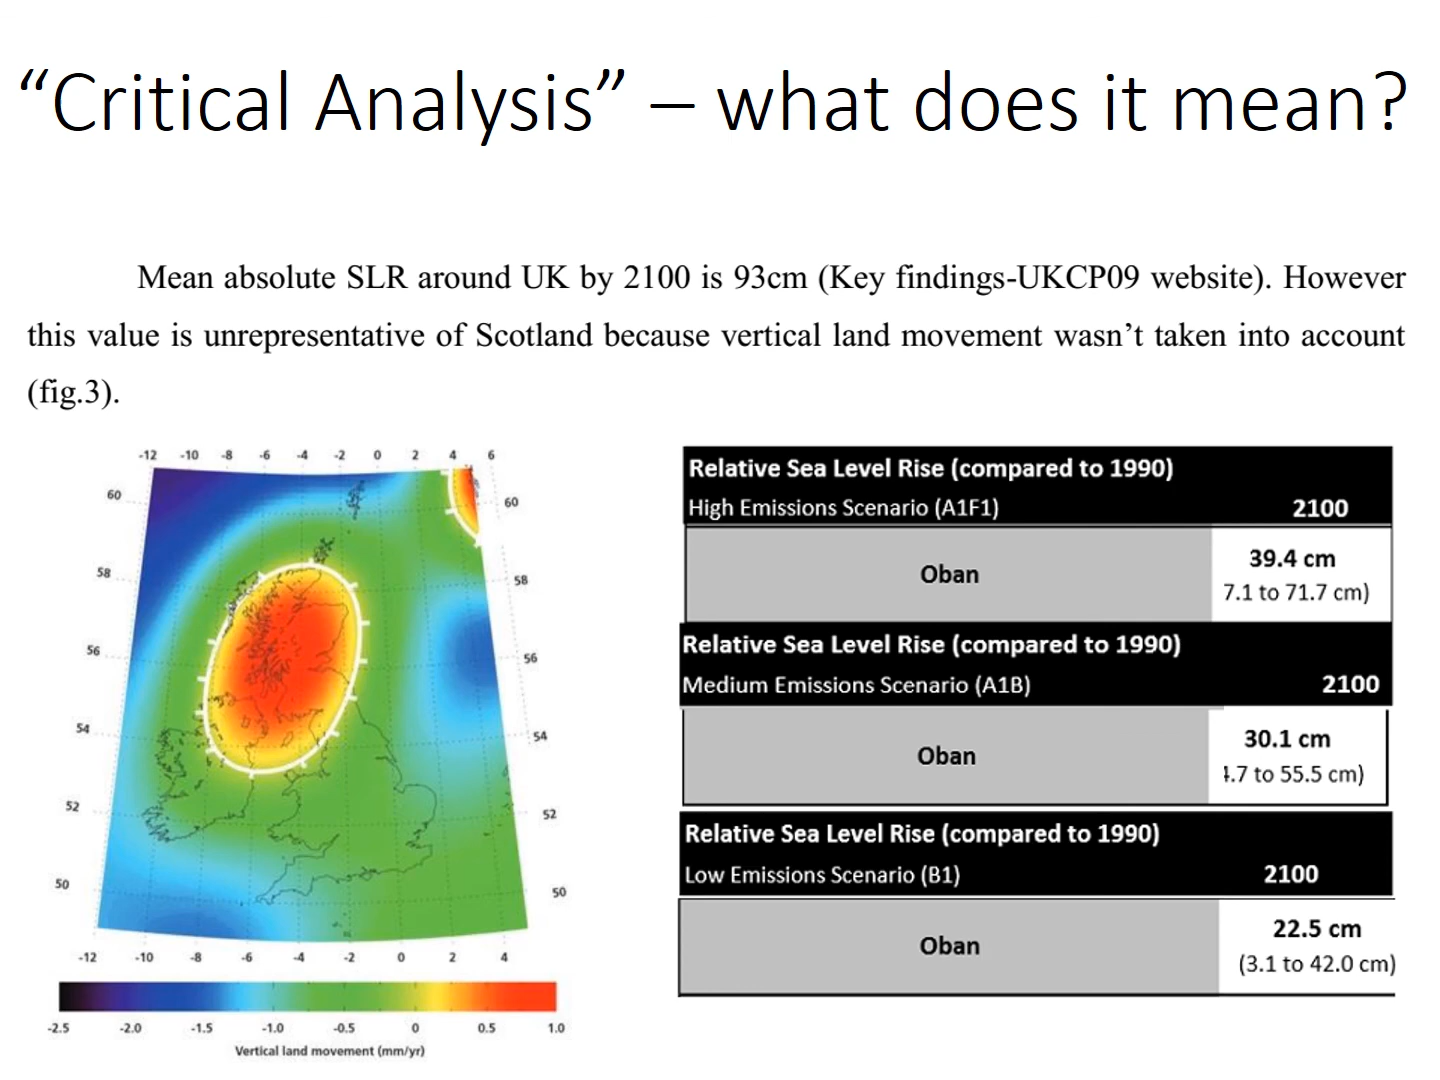 “Critical Analysis” – what does it mean?
Mean absolute SLR around UK by 2100 is 93cm (Key findings-UKCP09 website). However
this value is unrepresentative of Scotland because vertical land movement wasn’t taken into account
(fig.3).
-12 -10 -8 -6 -4 -2 0 2 4 6
60 60
58 58
56 56
54 54
52 52
50 50
-12 -10 -8 -6 -4 -2 0 2 4
-2.5 -2.0 -1.5 -1.0 -0.5 0 0.5 1.0
Vertical land movement (mm/yr)
Relative Sea Level Rise (compared to 1990)
High Emissions Scenario (A1F1) 2100
Oban
39.4 cm
7.1 to 71.7 cm)
Relative Sea Level Rise (compared to 1990)
Medium Emissions Scenario (A1B) 2100
Oban
30.1 cm
.7 to 55.5 cm)
Relative Sea Level Rise (compared to 1990)
Low Emissions Scenario (B1) 2100
Oban
22.5 cm
(3.1 to 42.0 cm)